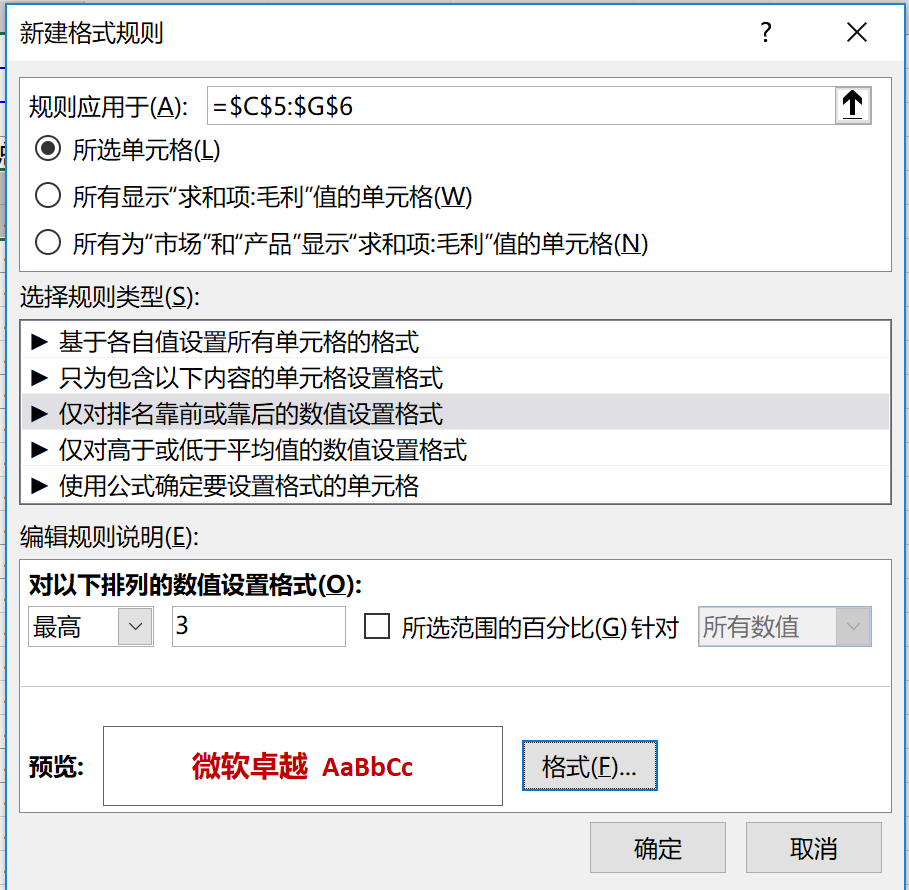 新建格式规则 ?
规则应用于(A): =$C$5:$G$6
所选单元格(L)
所有显示“求和项:毛利”值的单元格(W)
所有为“市场”和“产品”显示“求和项:毛利”值的单元格(N)
选择规则类型(S):
► 基于各自值设置所有单元格的格式
► 只为包含以下内容的单元格设置格式
► 仅对排名靠前或靠后的数值设置格式
► 仅对高于或低于平均值的数值设置格式
► 使用公式确定要设置格式的单元格
编辑规则说明(E):
对以下排列的数值设置格式(O):
最高 3 所选范围的百分比(G) 针对 所有数值
预览: 微软卓越 AaBbCc 格式(F)...
确定 取消